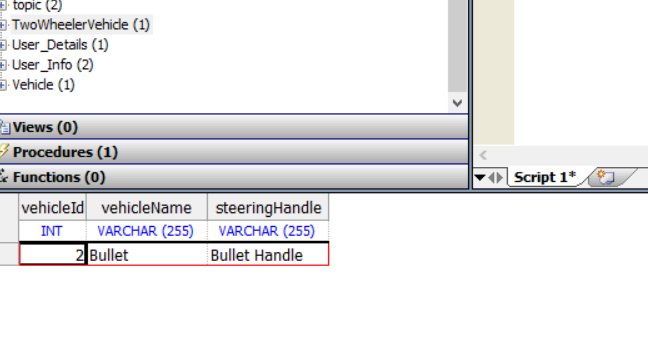 topic (2)
TwoWheelerVehicle (1)
User_Details (1)
User_Info (2)
Vehicle (1)
Views (0)
Procedures (1)
Functions (0)
Script 1*
vehicleId vehicleName steeringHandle
INT VARCHAR (255) VARCHAR (255)
2 Bullet Bullet Handle